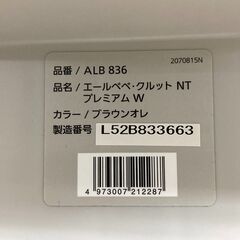 2070815N
品番 / ALB 836
品名 / エールベベ・クルット NT
プレミアム W
カラー / ブラウンオレ
製造番号 L52B833663
4 973007 212287